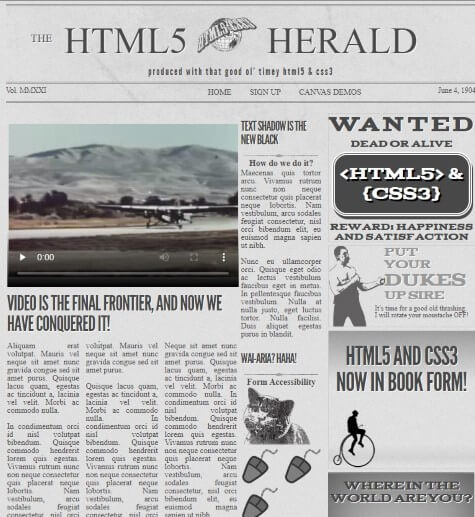 THE HTML5 HERALD
HTML5&CSS3
produced with that good ol' timey html5 & css3
Vol. MMXXI
HOME SIGN UP CANVAS DEMOS
June 4, 1904
0:00
VIDEO IS THE FINAL FRONTIER, AND NOW WE
HAVE CONQUERED IT!
Aliquam erat
volutpat. Mauris vel
neque sit amet nunc
gravida congue sed sit
amet purus. Quisque
lacus quam, egestas
ac tincidunt a, lacinia
vel velit. Morbi ac
commodo nulla.
In condimentum orci
id nisl volutpat
bibendum. Quisque
commodo hendrerit
lorem quis egestas.
Vivamus rutrum nunc
non neque consectetur
quis placerat neque
lobortis. Nam
vestibulum, arcu
sodales feugiat
consectetur, nisl orci
volutpat. Mauris vel
neque sit amet nunc
gravida congue sed sit
amet purus.
Quisque lacus quam,
egestas ac tincidunt a,
lacinia vel velit.
Morbi ac commodo
nulla. In
condimentum orci id
nisl volutpat
bibendum. Quisque
commodo hendrerit
lorem quis egestas.
Vivamus rutrum nunc
non neque consectetur
quis placerat neque
lobortis. Nam
vestibulum, arcu
sodales feugiat
consectetur, nisl orci
Neque sit amet nunc
gravida congue sed sit
amet purus. Quisque
lacus quam, egestas
ac tincidunt a, lacinia
vel velit. Morbi ac
commodo nulla. In
condimentum orci id
nisl volutpat
bibendum. Quisque
commodo hendrerit
lorem quis egestas.
Vivamus rutrum nunc
non neque consectetur
quis placerat neque
lobortis. Nam
vestibulum, arcu
sodales feugiat
consectetur, nisl orci
bibendum elit, eu
euismod magna
sapien ut nibh.
TEXT SHADOW IS THE
NEW BLACK
How do we do it?
Maecenas quis tortor
arcu. Vivamus rutrum
nunc non neque
consectetur quis placerat
neque lobortis. Nam
vestibulum, arcu sodales
feugiat consectetur, nisl
orci bibendum elit, eu
euismod magna sapien
ut nibh.
Nunc eu ullamcorper
orci. Quisque eget odio
ac lectus vestibulum
faucibus eget in metus.
In pellentesque faucibus
vestibulum. Nulla at
nulla justo, eget luctus
tortor. Nulla facilisi.
Duis aliquet egestas
purus in blandit.
WAI-ARIA? HAHA!
Form Accessibility
WANTED
DEAD OR ALIVE
<HTML5> &
{CSS3}
REWARD: HAPPINESS
AND SATISFACTION
PUT
YOUR
DUKES
UP SIRE
It's time for a good old thrashing
I will rotate your moustache OFF!
HTML5 AND CSS3
NOW IN BOOK FORM!
WHERE IN THE
WORLD ARE YOU?